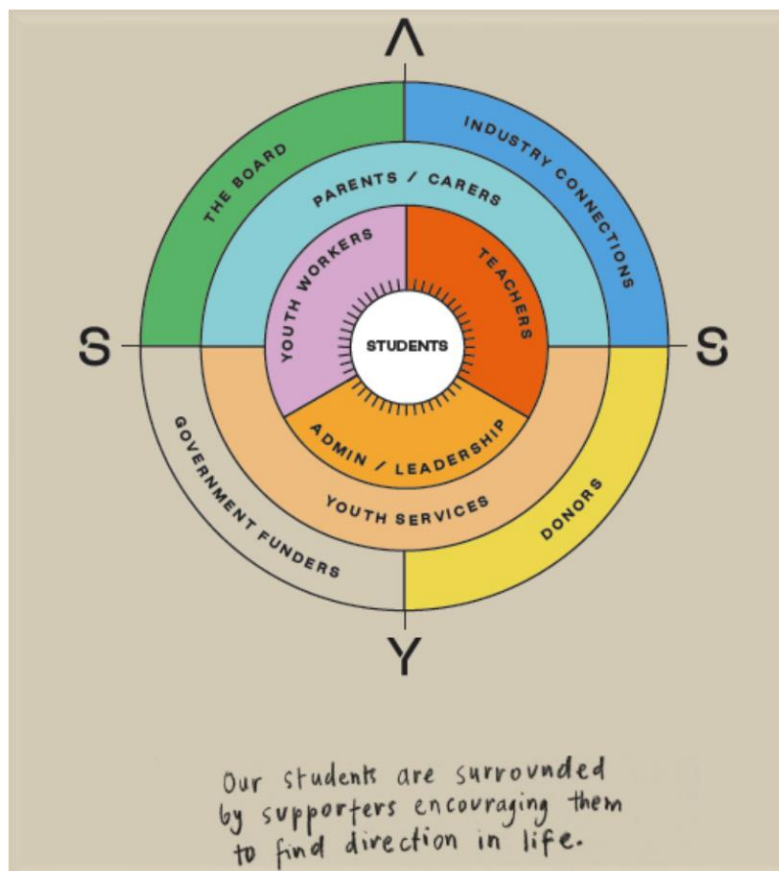 Λ
THE BOARD
INDUSTRY CONNECTIONS
PARENTS / CARERS
YOUTH WORKERS
TEACHERS
S
STUDENTS
S
ADMIN / LEADERSHIP
YOUTH SERVICES
GOVERNMENT FUNDERS
DONORS
Y
Our students are surrounded
by supporters encouraging them
to find direction in life.